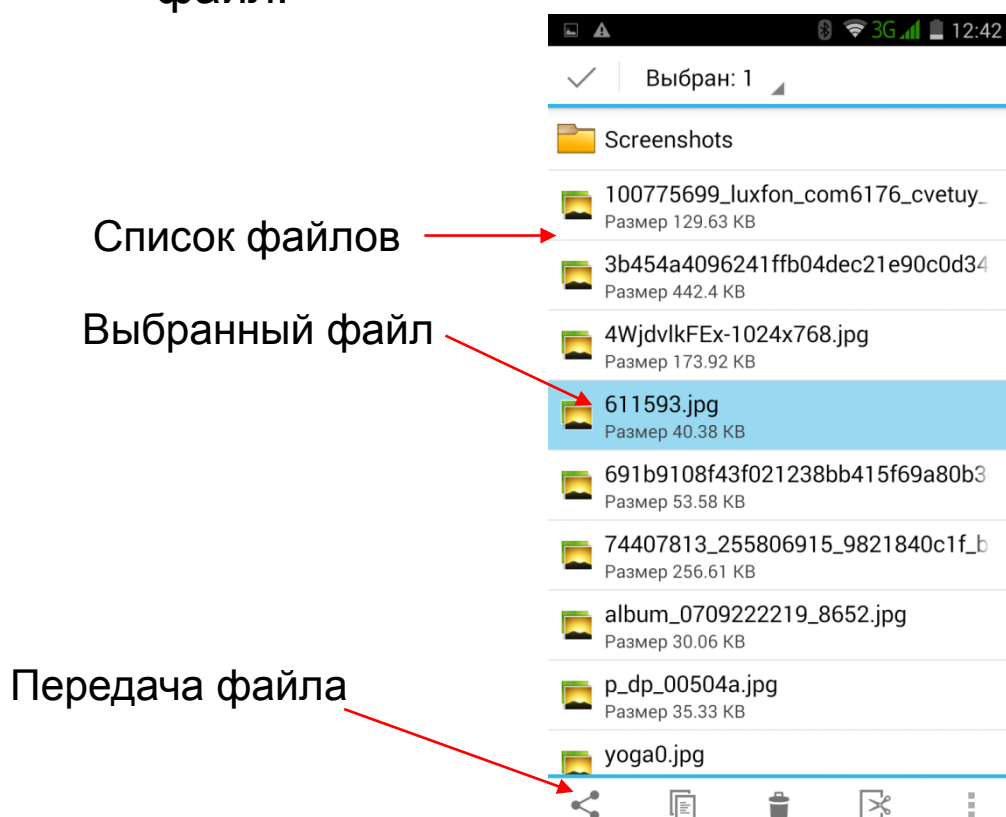 файл.
3G 12:42
Выбран: 1
Screenshots
100775699_luxfon_com6176_cvetuy_
Размер 129.63 KB
Список файлов
3b454a4096241ffb04dec21e90c0d34
Размер 442.4 KB
Выбранный файл
4WjdvlkFEx-1024x768.jpg
Размер 173.92 KB
611593.jpg
Размер 40.38 KB
691b9108f43f021238bb415f69a80b3
Размер 53.58 KB
74407813_255806915_9821840c1f_b
Размер 256.61 KB
album_0709222219_8652.jpg
Размер 30.06 KB
Передача файла
p_dp_00504a.jpg
Размер 35.33 KB
yoga0.jpg